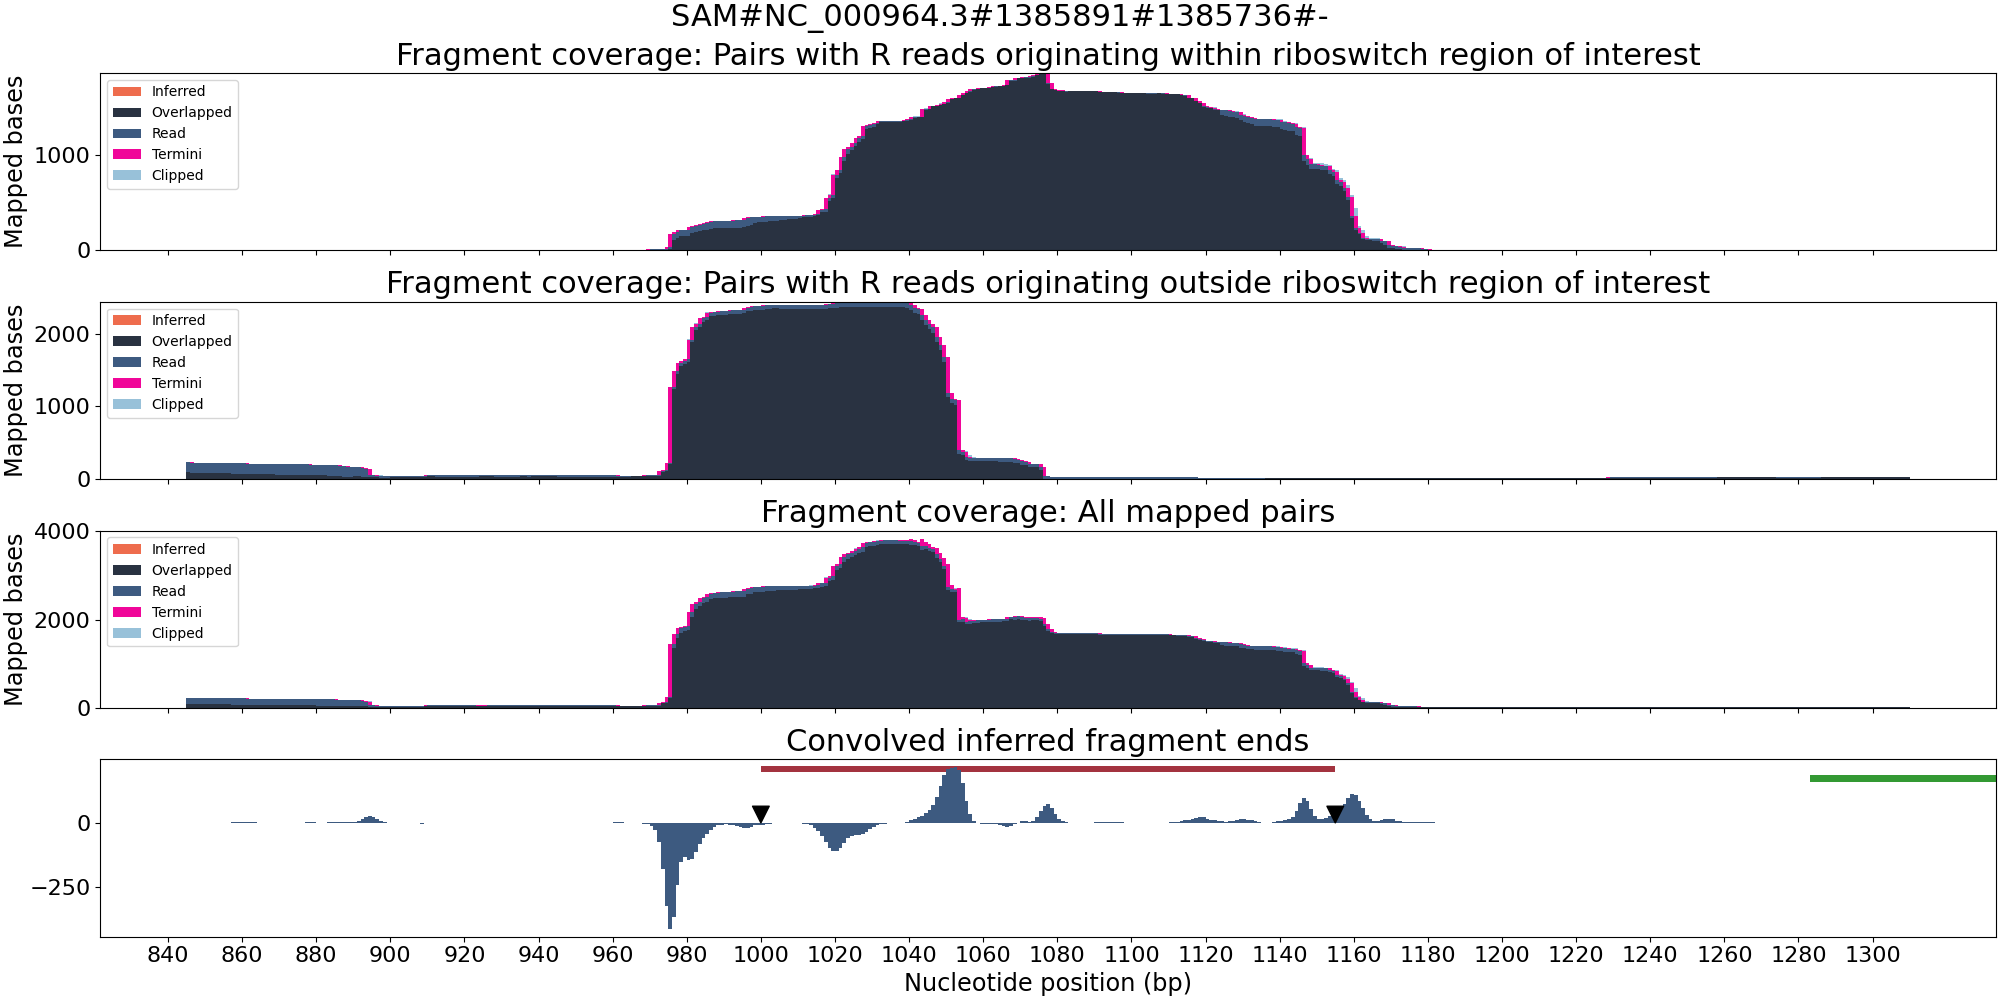 SAM#NC_000964.3#1385891#1385736#-
Fragment coverage: Pairs with R reads originating within riboswitch region of interest
Mapped bases
1000
0
Inferred
Overlapped
Read
Termini
Clipped
Fragment coverage: Pairs with R reads originating outside riboswitch region of interest
Mapped bases
2000
1000
0
Inferred
Overlapped
Read
Termini
Clipped
Fragment coverage: All mapped pairs
Mapped bases
4000
2000
0
Inferred
Overlapped
Read
Termini
Clipped
Convolved inferred fragment ends
0
−250
840 860 880 900 920 940 960 980 1000 1020 1040 1060 1080 1100 1120 1140 1160 1180 1200 1220 1240 1260 1280 1300
Nucleotide position (bp)